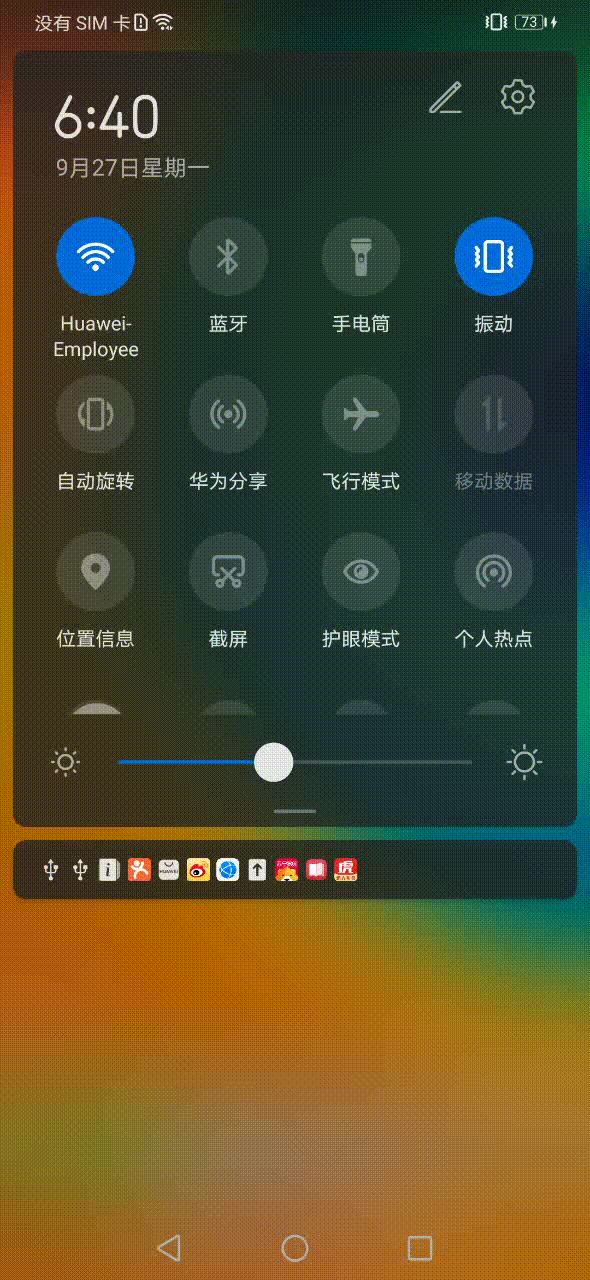 没有 SIM 卡
73
6:40
9月27日星期一
Huawei-
Employee
蓝牙
手电筒
振动
自动旋转
华为分享
飞行模式
移动数据
位置信息
截屏
护眼模式
个人热点
HUAWEI
虎